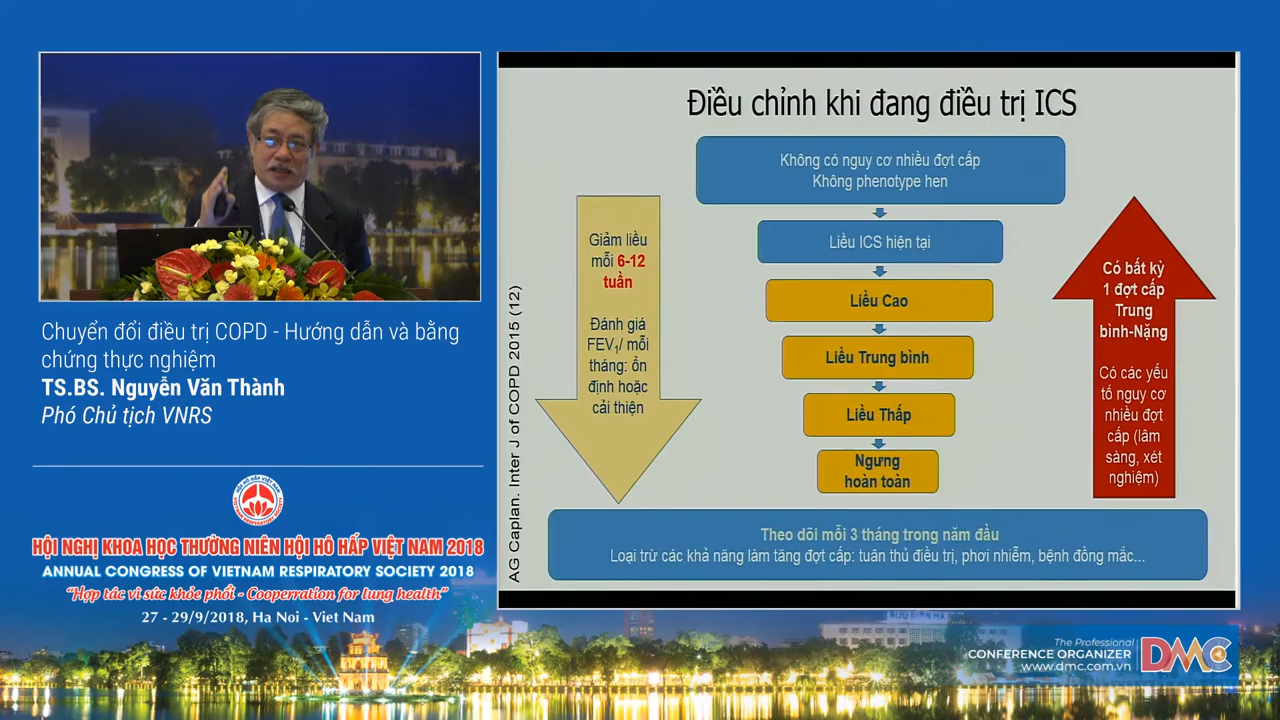 Chuyển đổi điều trị COPD - Hướng dẫn và bằng
chứng thực nghiệm
TS.BS. Nguyễn Văn Thành
Phó Chủ tịch VNRS
HỘI NGHỊ KHOA HỌC THƯỜNG NIÊN HỘI HÔ HẤP VIỆT NAM 2018
ANNUAL CONGRESS OF VIETNAM RESPIRATORY SOCIETY 2018
“Hợp tác vì sức khỏe phổi - Cooperration for lung health”
27 - 29/9/2018, Ha Noi - Viet Nam
Điều chỉnh khi đang điều trị ICS
Không có nguy cơ nhiều đợt cấp
Không phenotype hen
Liều ICS hiện tại
Liều Cao
Liều Trung bình
Liều Thấp
Ngưng
hoàn toàn
Giảm liều
mỗi 6-12
tuần
Đánh giá
FEV1/ mỗi
tháng: ổn
định hoặc
cải thiện
Có bất kỳ
1 đợt cấp
Trung
bình-Nặng
Có các yếu
tố nguy cơ
nhiều đợt
cấp (lâm
sàng, xét
nghiệm)
AG Caplan. Inter J of COPD 2015 (12)
Theo dõi mỗi 3 tháng trong năm đầu
Loại trừ các khả năng làm tăng đợt cấp: tuân thủ điều trị, phơi nhiễm, bệnh đồng mắc...
The Professional
CONFERENCE ORGANIZER
www.dmc.com.vn
DMC